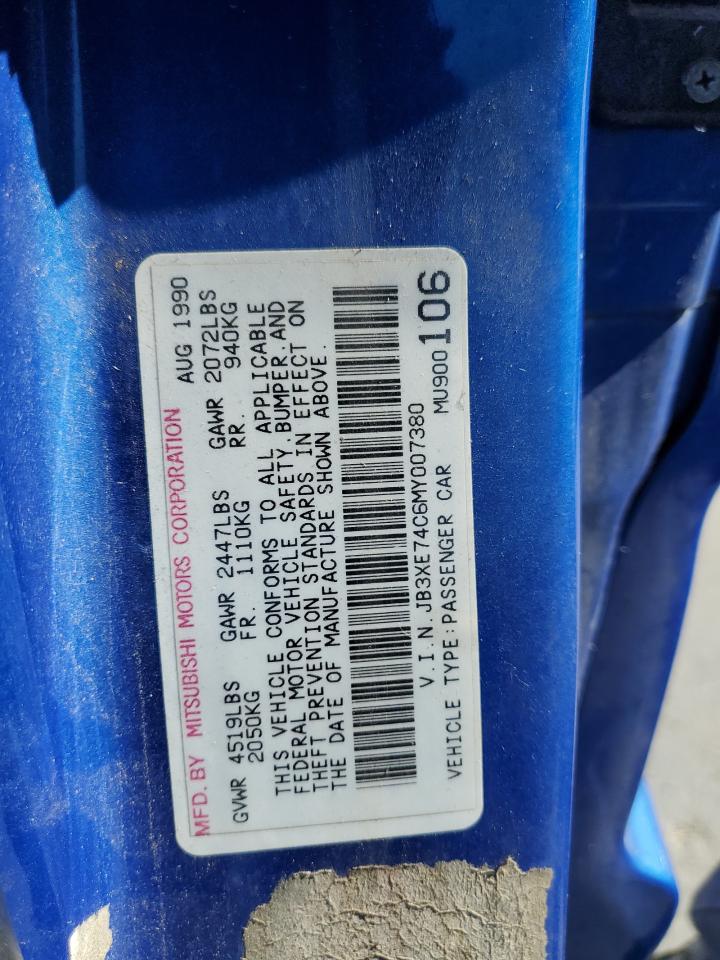 MFD. BY MITSUBISHI MOTORS CORPORATION AUG 1990
GVWR 4519LBS GAWR 2447LBS GAWR 2072LBS
2050KG FR. 1110KG RR. 940KG
THIS VEHICLE CONFORMS TO ALL APPLICABLE
FEDERAL MOTOR VEHICLE SAFETY,BUMPER,AND
THEFT PREVENTION STANDARDS IN EFFECT ON
THE DATE OF MANUFACTURE SHOWN ABOVE.
V.I.N.JB3XE74C6MY007380
VEHICLE TYPE:PASSENGER CAR MU900106